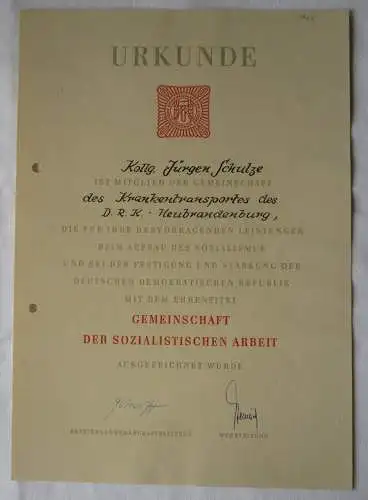 URKUNDE
Kollg. Jürgen Schulze
IST MITGLIED DER GEMEINSCHAFT
des Krankentransportes des
D.R.K. - Neubrandenburg,
DIE FÜR IHRE HERVORRAGENDEN LEISTUNGEN
BEIM AUFBAU DES SOZIALISMUS
UND BEI DER FESTIGUNG UND STÄRKUNG DER
DEUTSCHEN DEMOKRATISCHEN REPUBLIK
MIT DEM EHRENTITEL
GEMEINSCHAFT
DER SOZIALISTISCHEN ARBEIT
AUSGEZEICHNET WURDE
BETRIEBSGEWERKSCHAFTSLEITUNG WERKLEITUNG